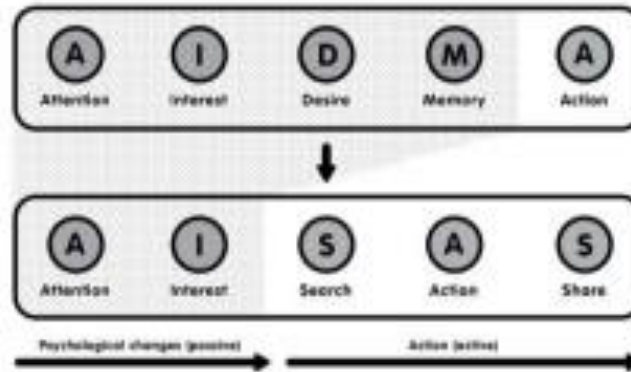 A I D M A
Attention Interest Desire Memory Action
A I S A S
Attention Interest Search Action Share
Psychological changes (passive) Action (active)